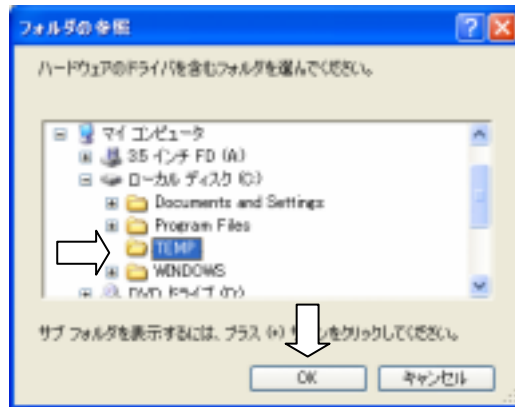 フォルダの参照
ハードウェアのドライバを含むフォルダを選んでください。
マイ コンピュータ
3.5 インチ FD (A:)
ローカル ディスク (C:)
Documents and Settings
Program Files
TEMP
WINDOWS
DVD ドライブ (D:)
サブ フォルダを表示するには、プラス (+) をクリックしてください。
OK キャンセル